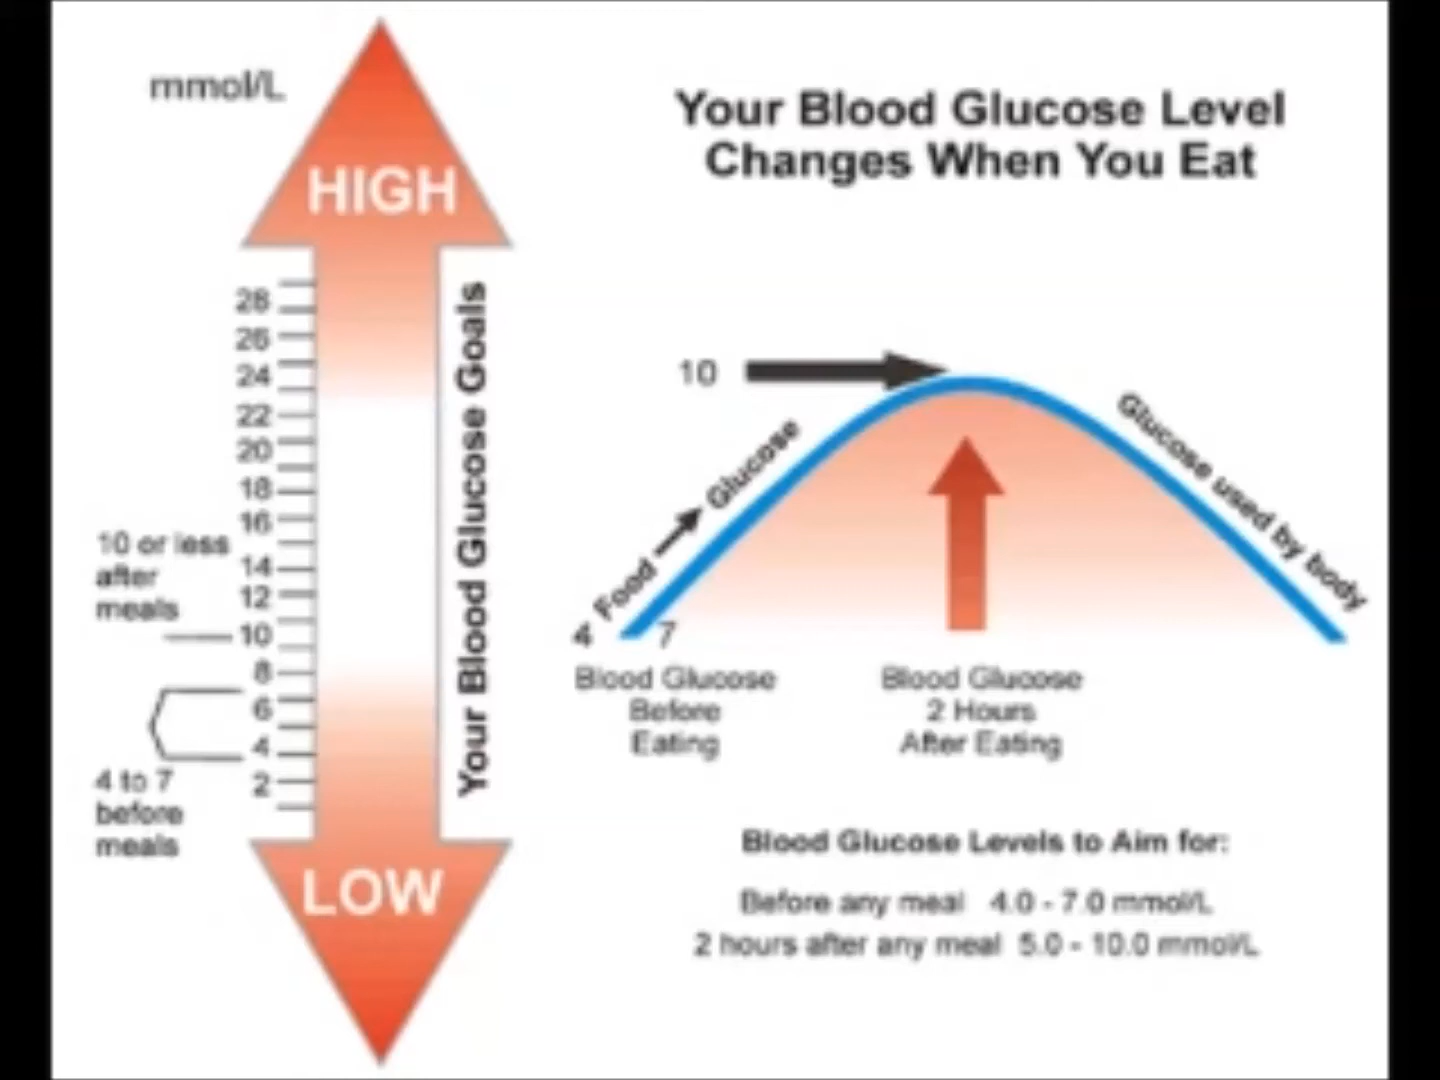 mmol/L
HIGH
28
26
24
22
20
18
16
14
12
10
8
6
4
2
10 or less
after
meals
4 to 7
before
meals
LOW
Your Blood Glucose Goals
Your Blood Glucose Level
Changes When You Eat
10
Food
Glucose
Glucose used by body
4
7
Blood Glucose
Before
Eating
Blood Glucose
2 Hours
After Eating
Blood Glucose Levels to Aim for:
Before any meal 4.0 - 7.0 mmol/L
2 hours after any meal 5.0 - 10.0 mmol/L